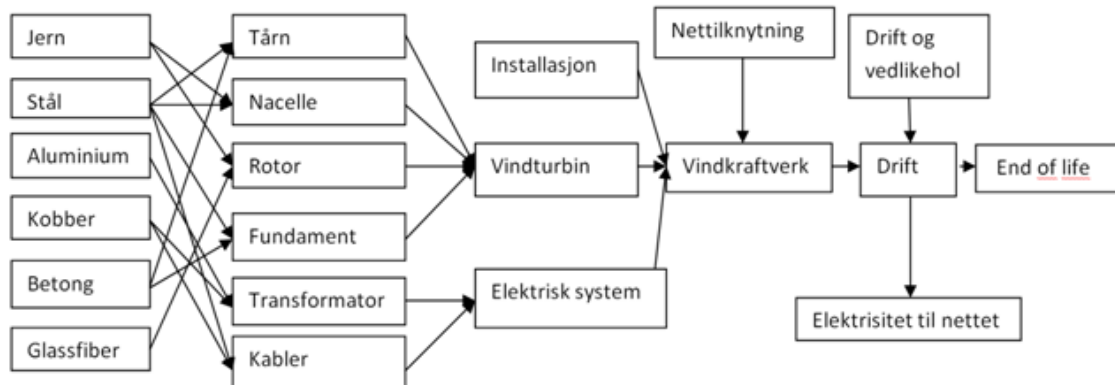 Jern
Stål
Aluminium
Kobber
Betong
Glassfiber
Tårn
Nacelle
Rotor
Fundament
Transformator
Kabler
Installasjon
Vindturbin
Elektrisk system
Nettilknytning
Vindkraftverk
Drift og
vedlikehol
Drift
End of life
Elektrisitet til nettet